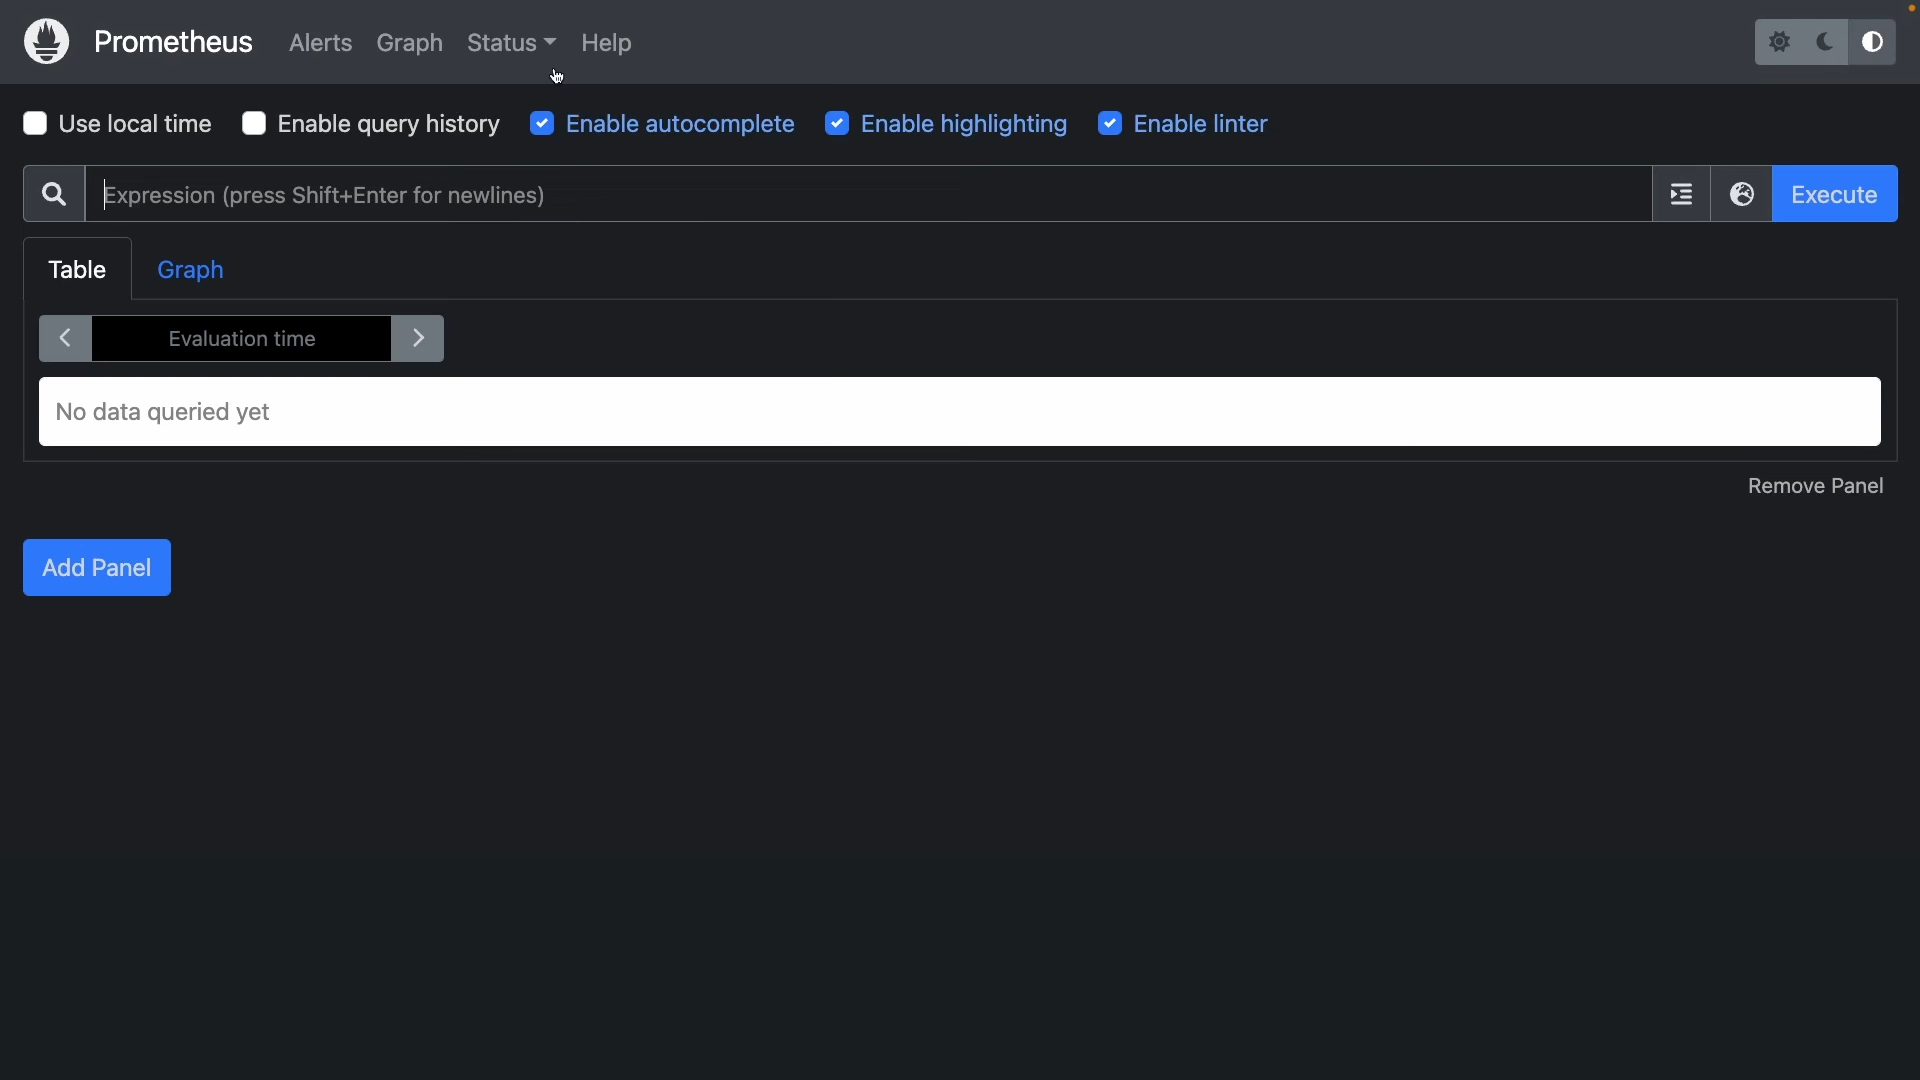 Prometheus Alerts Graph Status Help
Use local time Enable query history Enable autocomplete Enable highlighting Enable linter
Expression (press Shift+Enter for newlines) Execute
Table Graph
Evaluation time
No data queried yet
Remove Panel
Add Panel